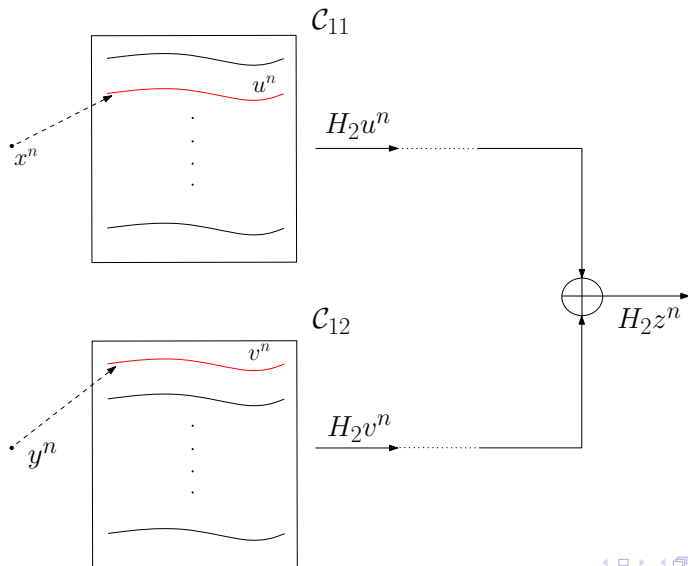 𝒞₁₁
uⁿ
xⁿ
H₂uⁿ
H₂zⁿ
𝒞₁₂
vⁿ
yⁿ
H₂vⁿ